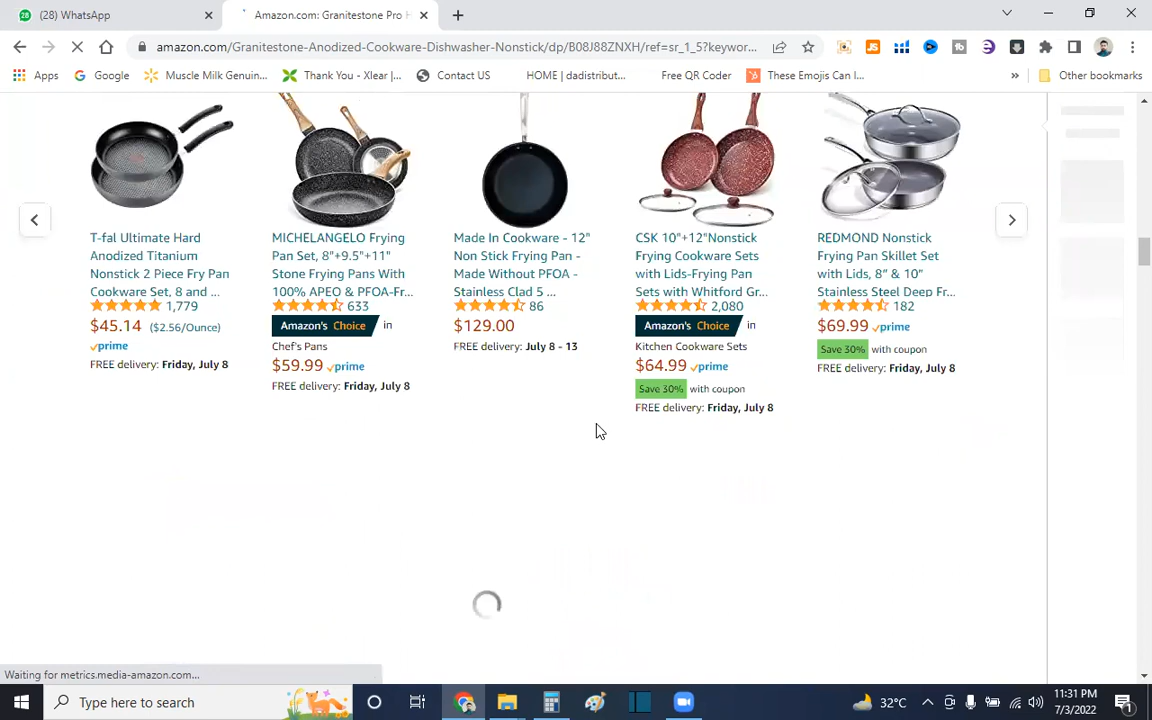 28
(28) WhatsApp
Amazon.com: Granitestone Pro H
amazon.com/Granitestone-Anodized-Cookware-Dishwasher-Nonstick/dp/B08J88ZNXH/ref=sr_1_5?keywor...
Apps
Google
Muscle Milk Genuin...
Thank You - Xlear |...
Contact US
HOME | dadistribut...
Free QR Coder
These Emojis Can I...
»
Other bookmarks
T-fal Ultimate Hard
Anodized Titanium
Nonstick 2 Piece Fry Pan
Cookware Set, 8 and ...
1,779
$45.14 ($2.56/Ounce)
prime
FREE delivery: Friday, July 8
MICHELANGELO Frying
Pan Set, 8"+9.5"+11"
Stone Frying Pans With
100% APEO & PFOA-Fr...
633
Amazon's Choice in
Chef's Pans
$59.99 prime
FREE delivery: Friday, July 8
Made In Cookware - 12"
Non Stick Frying Pan -
Made Without PFOA -
Stainless Clad 5 ...
86
$129.00
FREE delivery: July 8 - 13
CSK 10"+12"Nonstick
Frying Cookware Sets
with Lids-Frying Pan
Sets with Whitford Gr...
2,080
Amazon's Choice in
Kitchen Cookware Sets
$64.99 prime
Save 30% with coupon
FREE delivery: Friday, July 8
REDMOND Nonstick
Frying Pan Skillet Set
with Lids, 8” & 10”
Stainless Steel Deep Fr...
182
$69.99 prime
Save 30% with coupon
FREE delivery: Friday, July 8
Waiting for metrics.media-amazon.com...
Type here to search
32°C
11:31 PM
7/3/2022
1